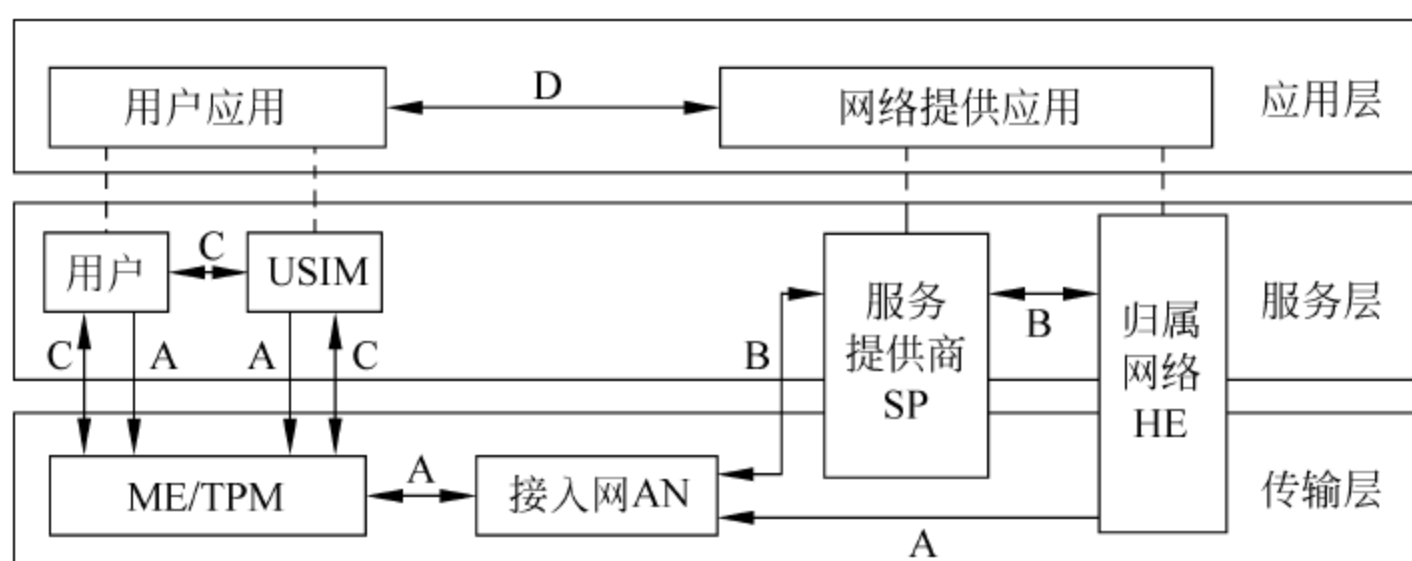 用户应用
D
网络提供应用
应用层
用户
C
USIM
服务
提供商
SP
B
归属
网络
HE
服务层
C
A
A
C
B
ME/TPM
A
接入网AN
A
传输层